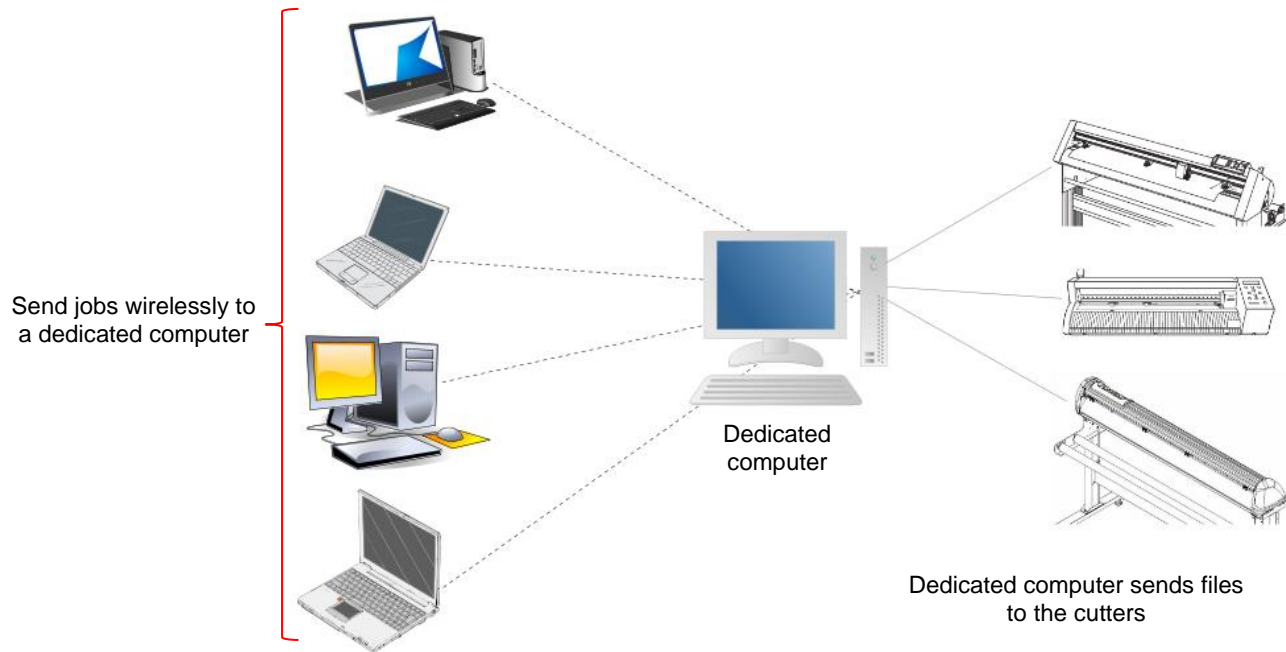 Send jobs wirelessly to
a dedicated computer
Dedicated
computer
Dedicated computer sends files
to the cutters